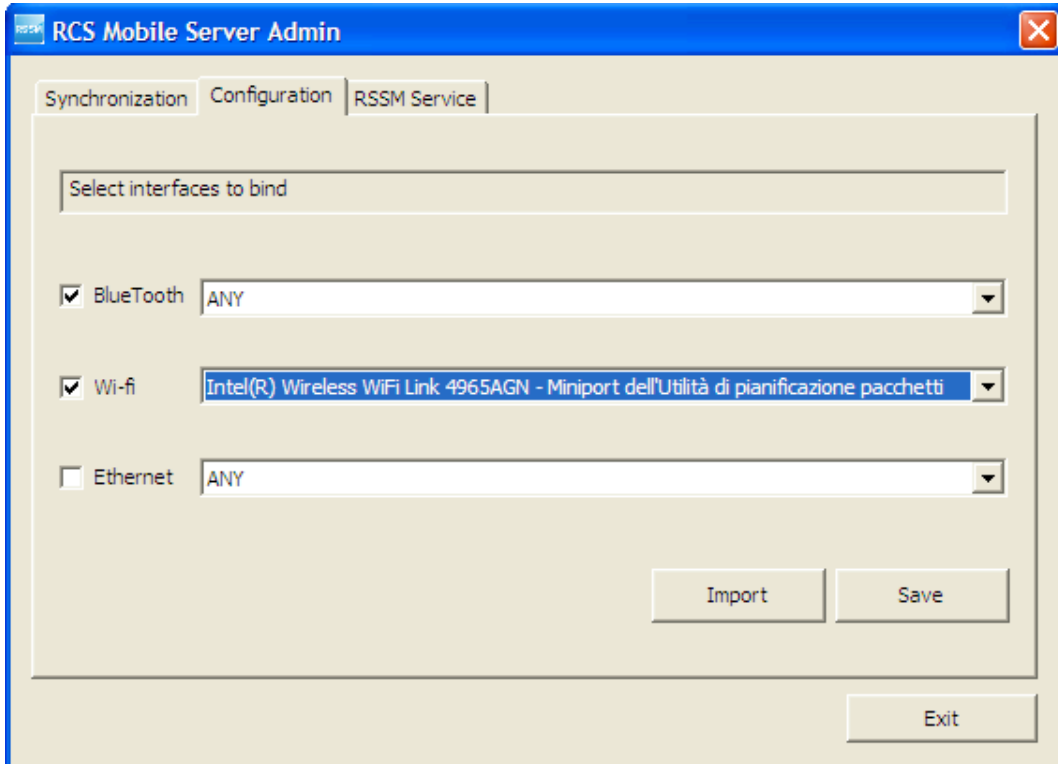 RSSM RCS Mobile Server Admin
Synchronization Configuration RSSM Service
Select interfaces to bind
BlueTooth ANY
Wi-fi Intel(R) Wireless WiFi Link 4965AGN - Miniport dell'Utilità di pianificazione pacchetti
Ethernet ANY
Import Save
Exit